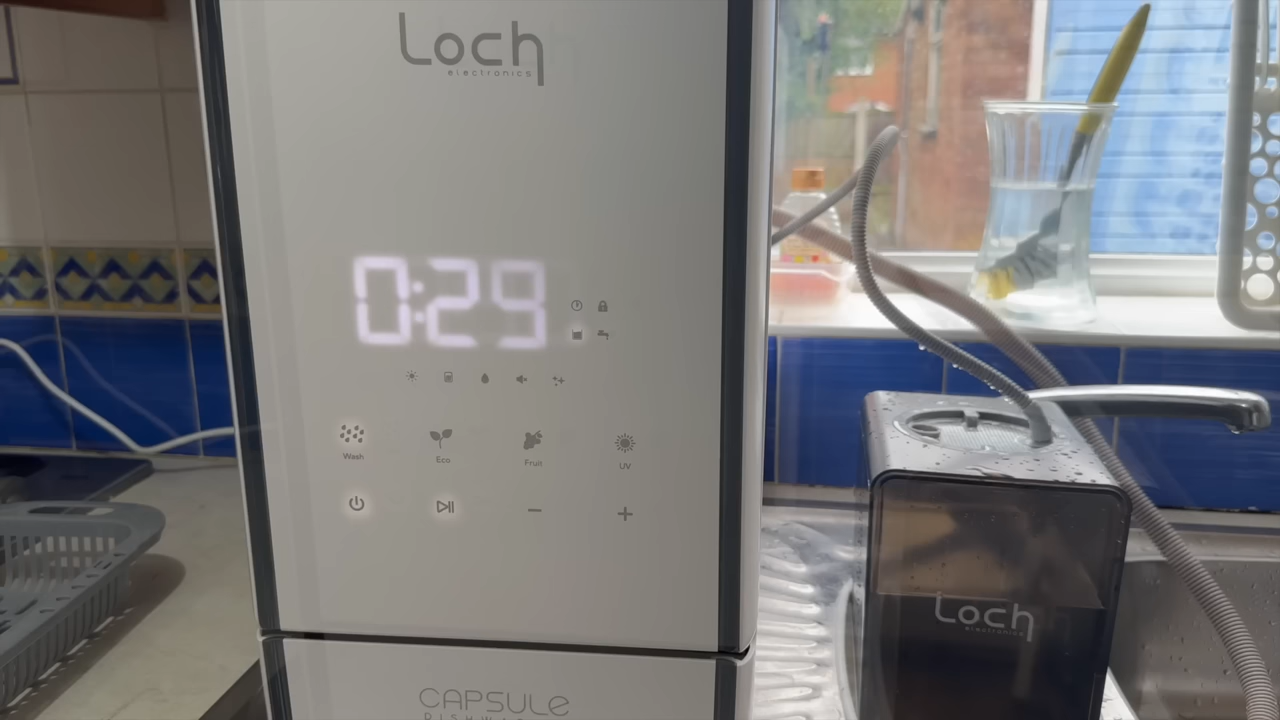 Loch
electronics
0:29
Wash
Eco
Fruit
UV
Loch
electronics
CAPSULE